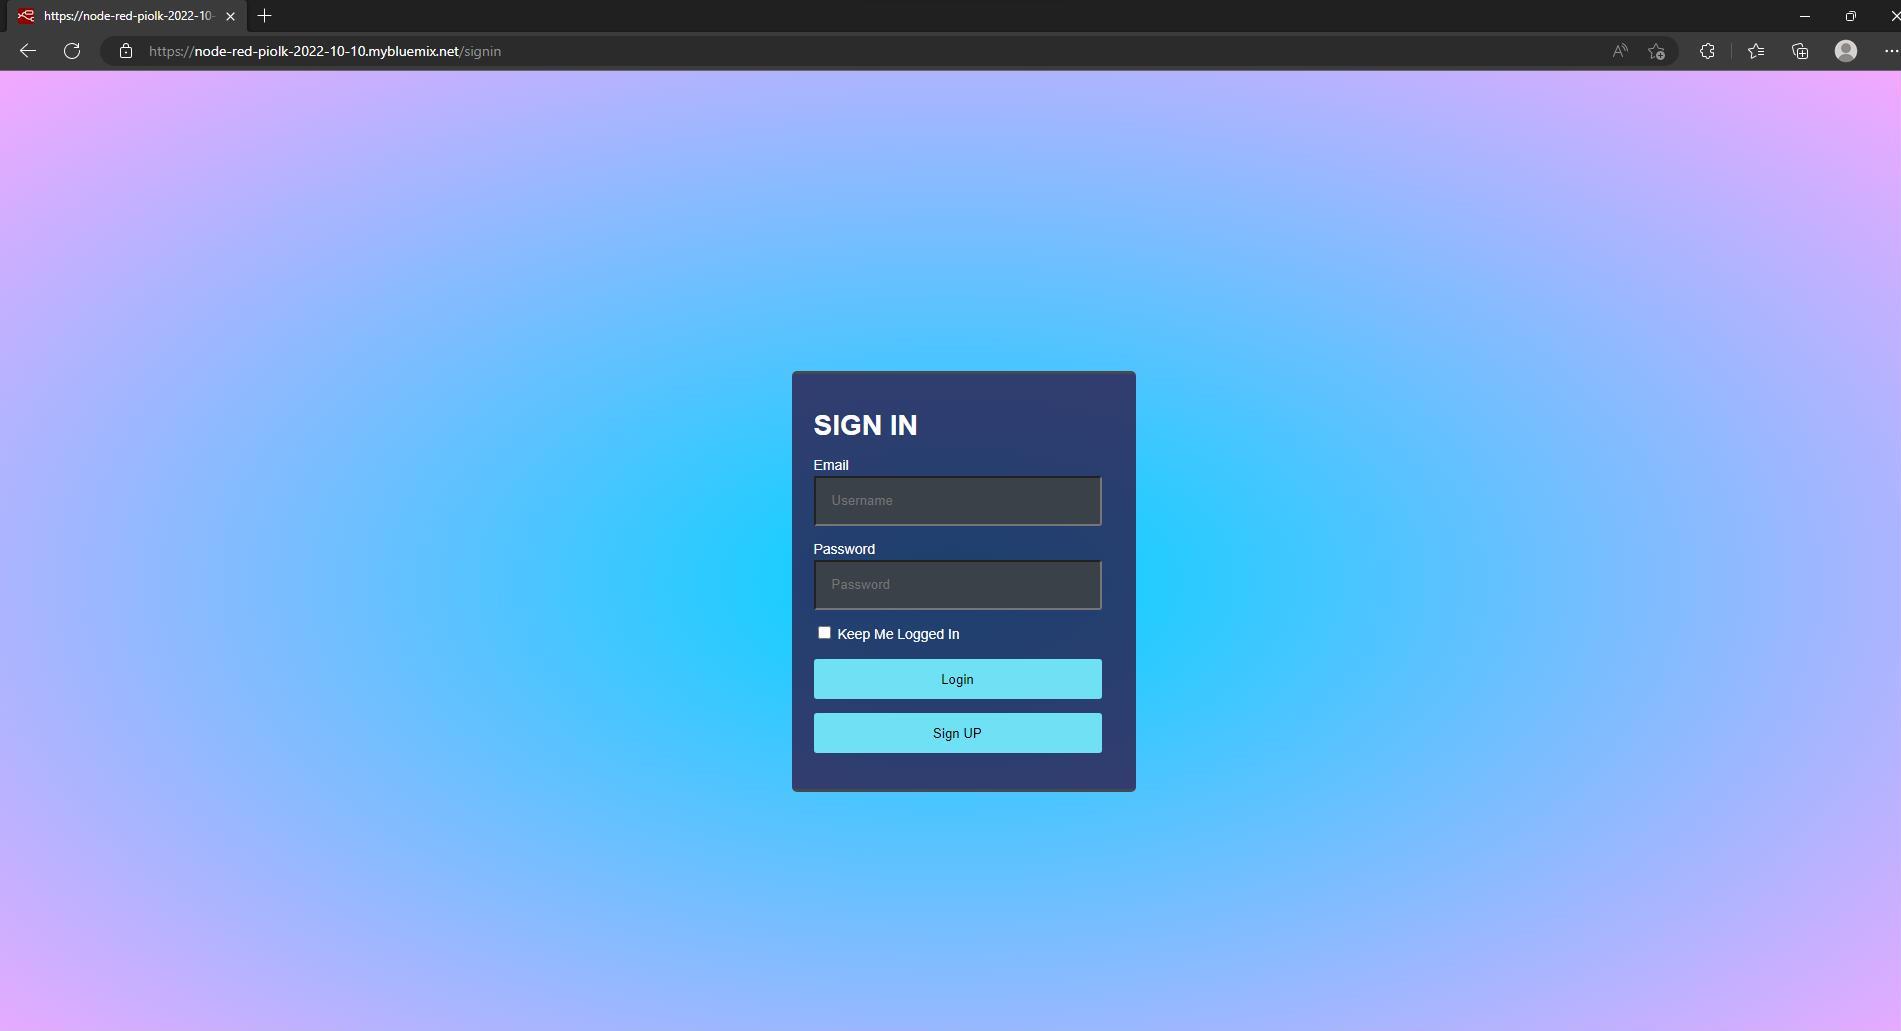 https://node-red-piolk-2022-10-
https://node-red-piolk-2022-10-10.mybluemix.net/signin
SIGN IN
Email
Username
Password
Password
Keep Me Logged In
Login
Sign UP